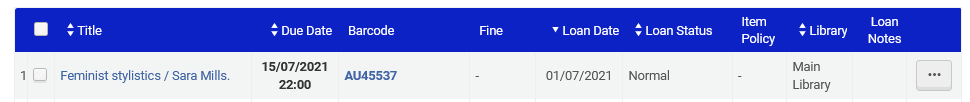 Title Due Date Barcode Fine Loan Date Loan Status Item Policy Library Loan Notes
1 Feminist stylistics / Sara Mills. 15/07/2021 22:00 AU45537 - 01/07/2021 Normal - Main Library